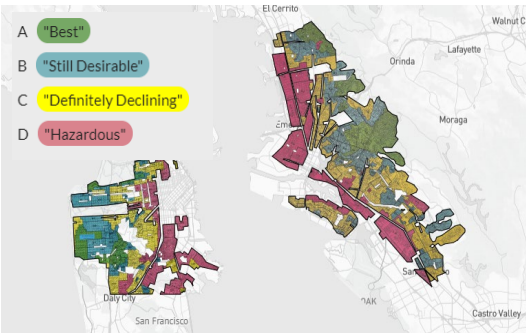 El Cerrito
Walnut C
A "Best"
B "Still Desirable"
C "Definitely Declining"
D "Hazardous"
Orinda
Lafayette
Moraga
Daly City
San Francisco
Castro Valley